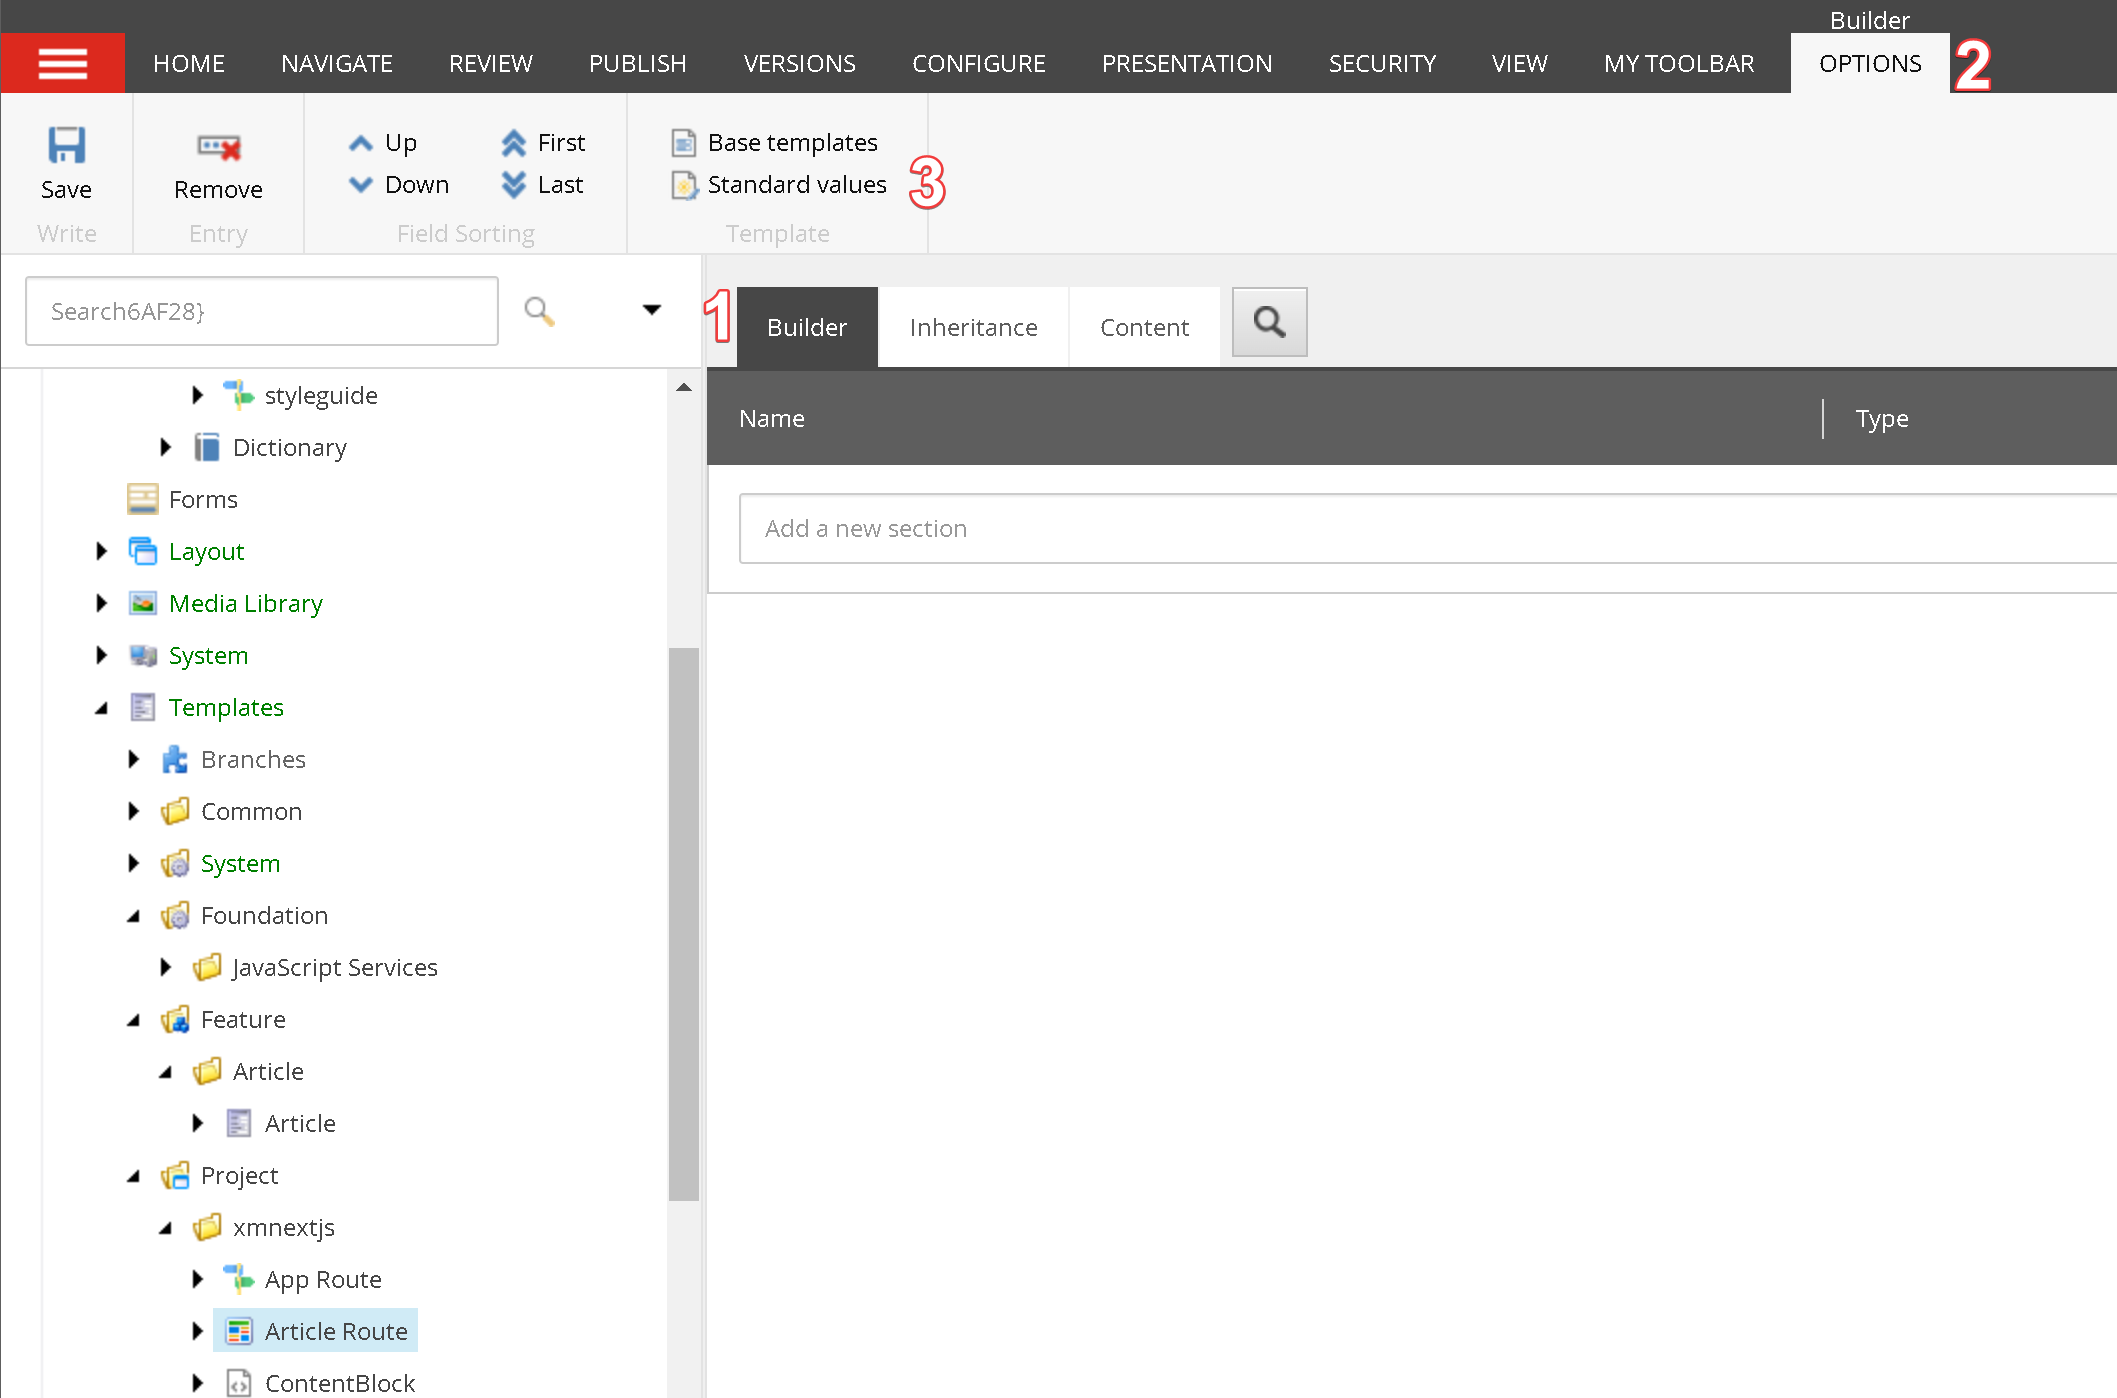 Builder
HOME NAVIGATE REVIEW PUBLISH VERSIONS CONFIGURE PRESENTATION SECURITY VIEW MY TOOLBAR OPTIONS 2
Up First Base templates
Save Remove Down Last Standard values 3
Write Entry Field Sorting Template
Search6AF28}
1 Builder Inheritance Content
styleguide
Dictionary
Forms
Layout
Media Library
System
Templates
Branches
Common
System
Foundation
JavaScript Services
Feature
Article
Article
Project
xmnextjs
App Route
Article Route
ContentBlock
Name Type
Add a new section